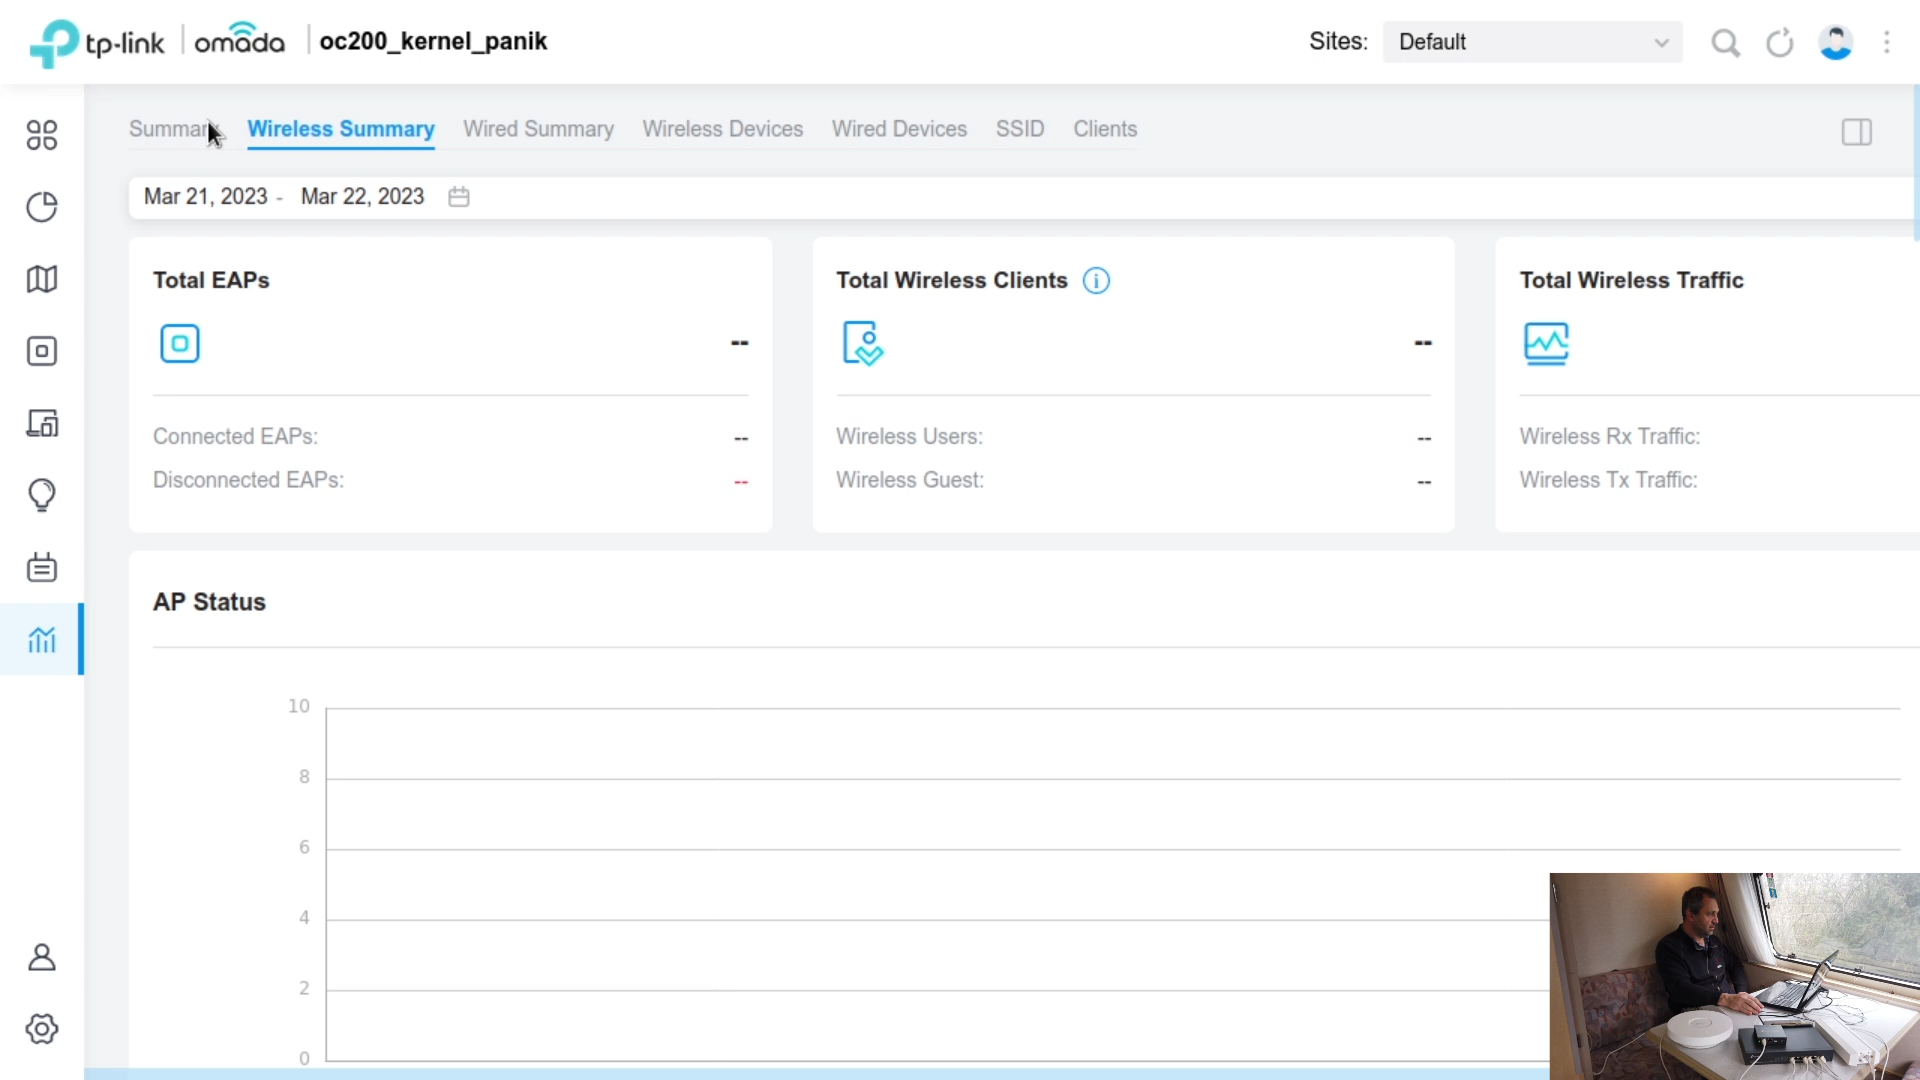 tp-link omada oc200_kernel_panik Sites: Default
Summary Wireless Summary Wired Summary Wireless Devices Wired Devices SSID Clients
Mar 21, 2023 - Mar 22, 2023
Total EAPs
--
Connected EAPs: --
Disconnected EAPs: --
Total Wireless Clients i
--
Wireless Users: --
Wireless Guest: --
Total Wireless Traffic
Wireless Rx Traffic:
Wireless Tx Traffic:
AP Status
10
8
6
4
2
0